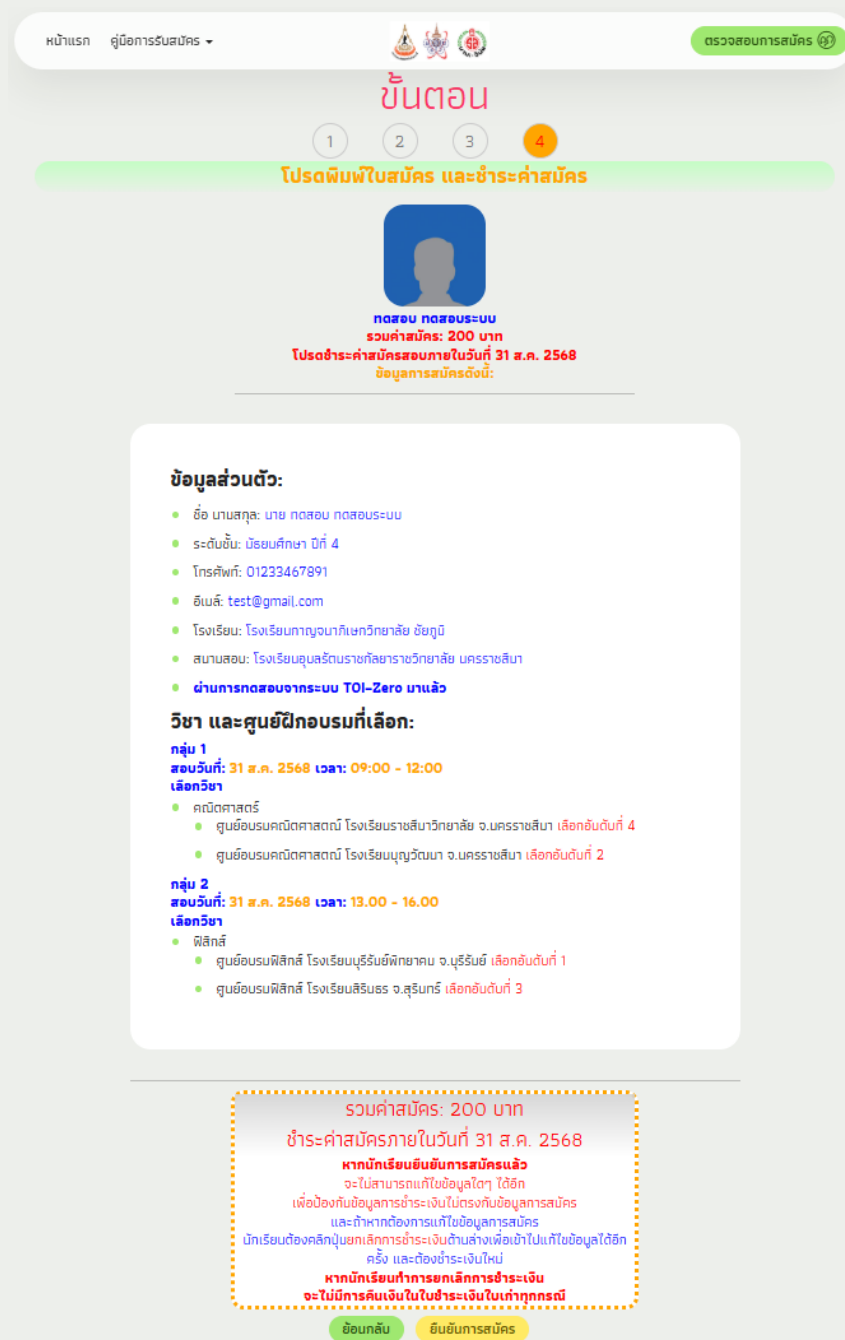 หน้าแรก คู่มือการรับสมัคร
ตรวจสอบการสมัคร
ขั้นตอน
1 2 3 4
โปรดพิมพ์ใบสมัคร และชำระค่าสมัคร
ทดสอบ ทดสอบระบบ
รวมค่าสมัคร: 200 บาท
โปรดชำระค่าสมัครสอบภายในวันที่ 31 ส.ค. 2568
ข้อมูลการสมัครดังนี้:
ข้อมูลส่วนตัว:
ชื่อ นามสกุล: นาย ทดสอบ ทดสอบระบบ
ระดับชั้น: มัธยมศึกษา ปีที่ 4
โทรศัพท์: 01233467891
อีเมล์: test@gmail.com
โรงเรียน: โรงเรียนกาญจนาภิเษกวิทยาลัย ชัยภูมิ
สนามสอบ: โรงเรียนอุบลรัตนราชกัลยาราชวิทยาลัย นครราชสีมา
ผ่านการทดสอบจากระบบ TOI-Zero มาแล้ว
วิชา และศูนย์ฝึกอบรมที่เลือก:
กลุ่ม 1
สอบวันที่: 31 ส.ค. 2568 เวลา: 09:00 - 12:00
เลือกวิชา
คณิตศาสตร์
ศูนย์อบรมคณิตศาสตณ์ โรงเรียนราชสีมาวิทยาลัย จ.นครราชสีมา เลือกอันดับที่ 4
ศูนย์อบรมคณิตศาสตณ์ โรงเรียนบุญวัฒนา จ.นครราชสีมา เลือกอันดับที่ 2
กลุ่ม 2
สอบวันที่: 31 ส.ค. 2568 เวลา: 13.00 - 16.00
เลือกวิชา
ฟิสิกส์
ศูนย์อบรมฟิสิกส์ โรงเรียนบุรีรัมย์พิทยาคม จ.บุรีรัมย์ เลือกอันดับที่ 1
ศูนย์อบรมฟิสิกส์ โรงเรียนสิรินธร จ.สุรินทร์ เลือกอันดับที่ 3
รวมค่าสมัคร: 200 บาท
ชำระค่าสมัครภายในวันที่ 31 ส.ค. 2568
หากนักเรียนยืนยันการสมัครแล้ว
จะไม่สามารถแก้ไขข้อมูลใดๆ ได้อีก
เพื่อป้องกันข้อมูลการชำระเงินไม่ตรงกับข้อมูลการสมัคร
และถ้าหากต้องการแก้ไขข้อมูลการสมัคร
นักเรียนต้องคลิกปุ่มยกเลิกการชำระเงินด้านล่างเพื่อเข้าไปแก้ไขข้อมูลได้อีก
ครั้ง และต้องชำระเงินใหม่
หากนักเรียนทำการยกเลิกการชำระเงิน
จะไม่มีการคืนเงินในใบชำระเงินใบเก่าทุกกรณี
ย้อนกลับ ยืนยันการสมัคร